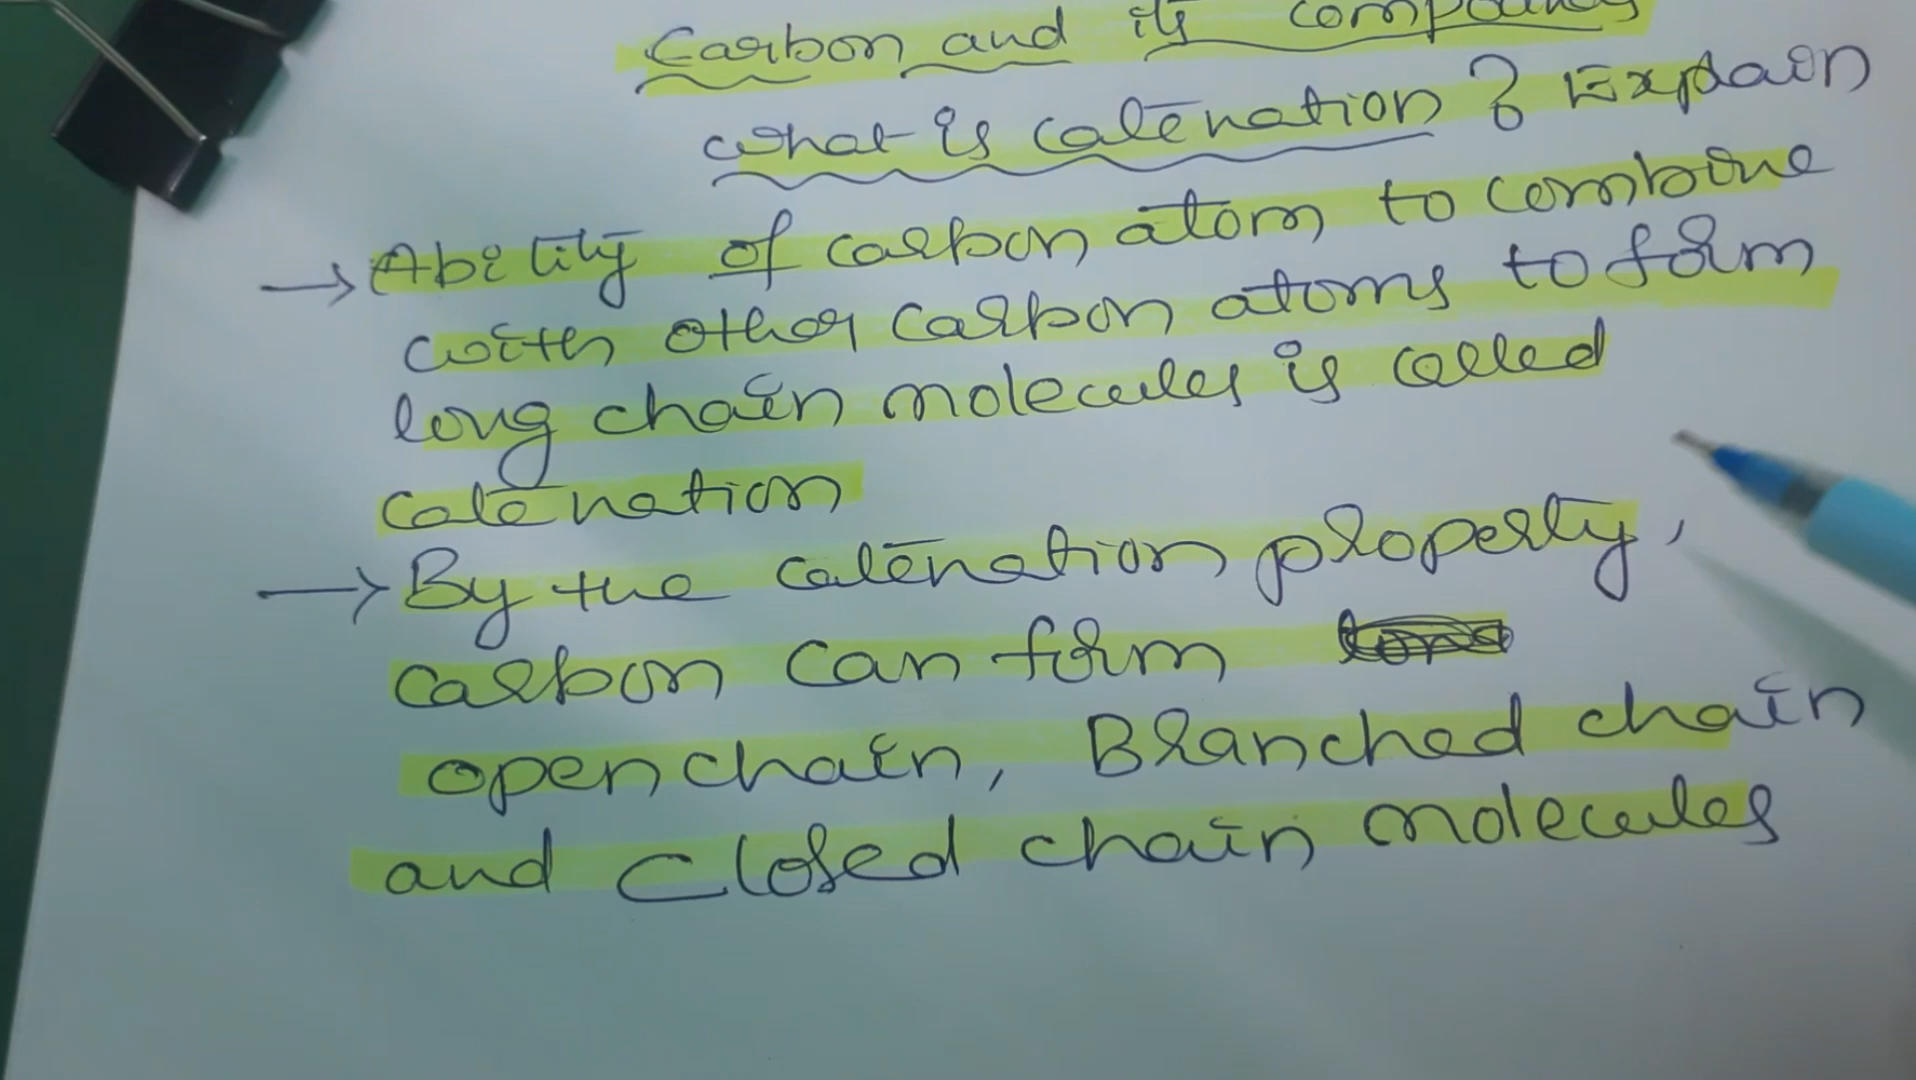 Carbon and its compounds
what is catenation ? Explain
→ Ability of carbon atom to combine
with other carbon atoms to form
long chain molecules is called
catenation
→ By the catenation property,
carbon can form
open chain, Branched chain
and closed chain molecules